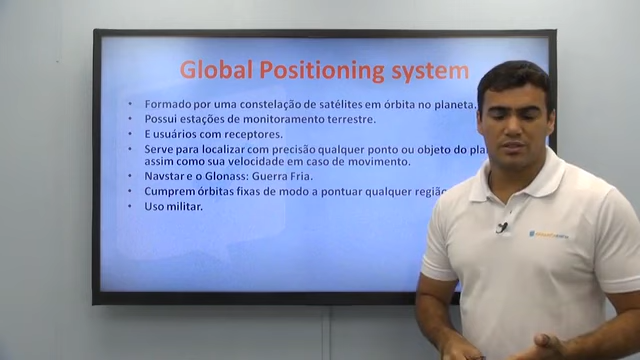 Global Positioning system
• Formado por uma constelação de satélites em órbita no planeta.
• Possui estações de monitoramento terrestre.
• E usuários com receptores.
• Serve para localizar com precisão qualquer ponto ou objeto do
assim como sua velocidade em caso de movimento.
• Navstar e o Glonass: Guerra Fria.
• Cumprem órbitas fixas de modo a pontuar qualquer região
• Uso militar.